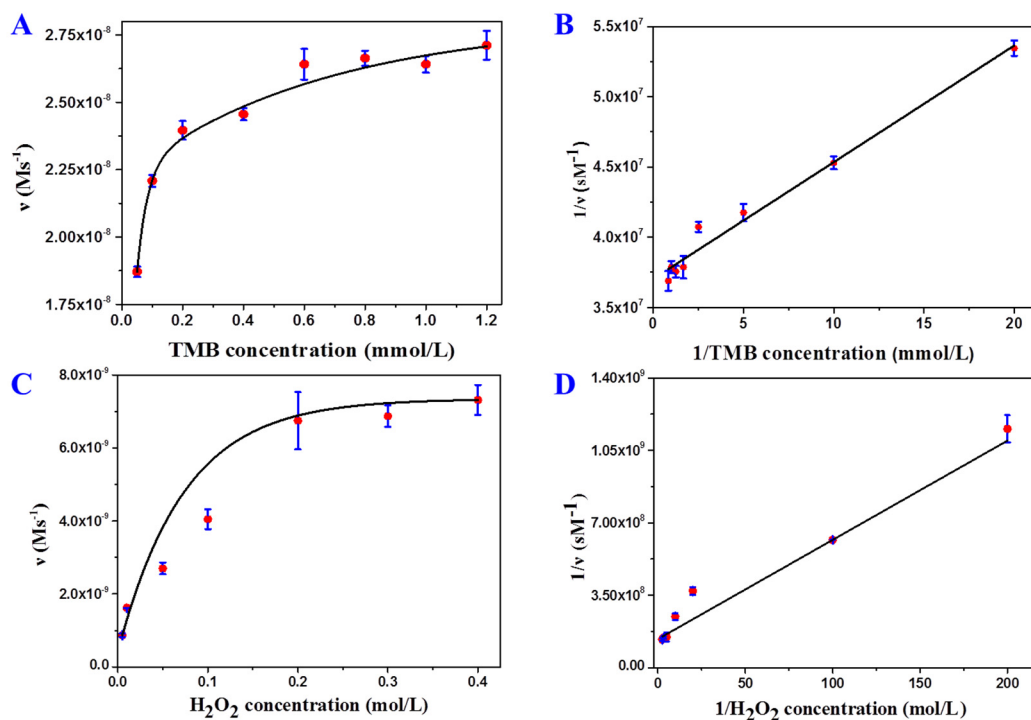 A
2.75x10⁻⁸
2.50x10⁻⁸
2.25x10⁻⁸
2.00x10⁻⁸
1.75x10⁻⁸
ν (Ms⁻¹)
0.0 0.2 0.4 0.6 0.8 1.0 1.2
TMB concentration (mmol/L)
B
5.5x10⁷
5.0x10⁷
4.5x10⁷
4.0x10⁷
3.5x10⁷
1/ν (sM⁻¹)
0 5 10 15 20
1/TMB concentration (mmol/L)
C
8.0x10⁻⁹
6.0x10⁻⁹
4.0x10⁻⁹
2.0x10⁻⁹
0.0
ν (Ms⁻¹)
0.0 0.1 0.2 0.3 0.4
H₂O₂ concentration (mol/L)
D
1.40x10⁹
1.05x10⁹
7.00x10⁸
3.50x10⁸
0.00
1/ν (sM⁻¹)
0 50 100 150 200
1/H₂O₂ concentration (mol/L)